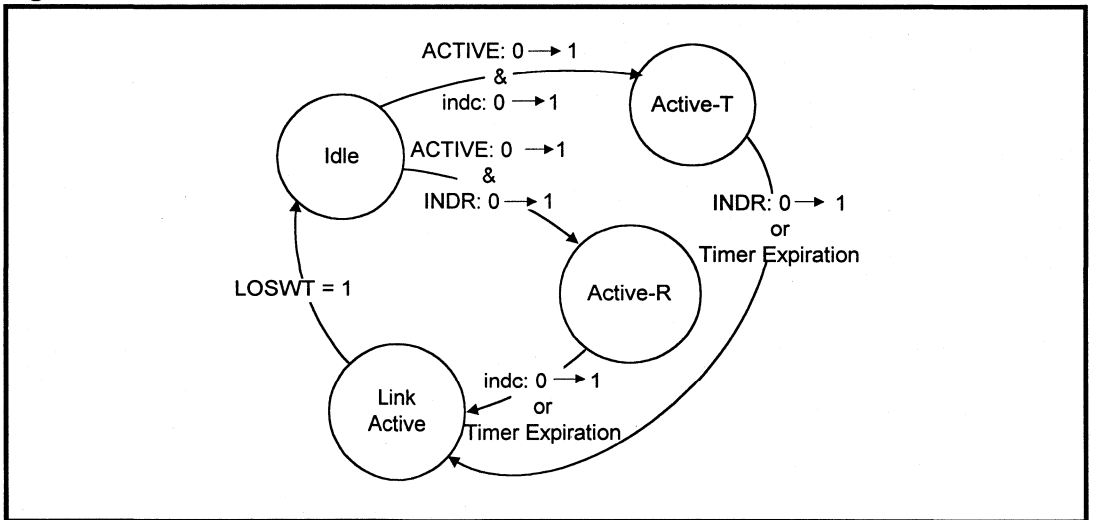 ACTIVE: 0 → 1
&
indc: 0 → 1
Active-T
Idle
ACTIVE: 0 → 1
&
INDR: 0 → 1
INDR: 0 → 1
or
Timer Expiration
Active-R
LOSWT = 1
indc: 0 → 1
or
Timer Expiration
Link
Active